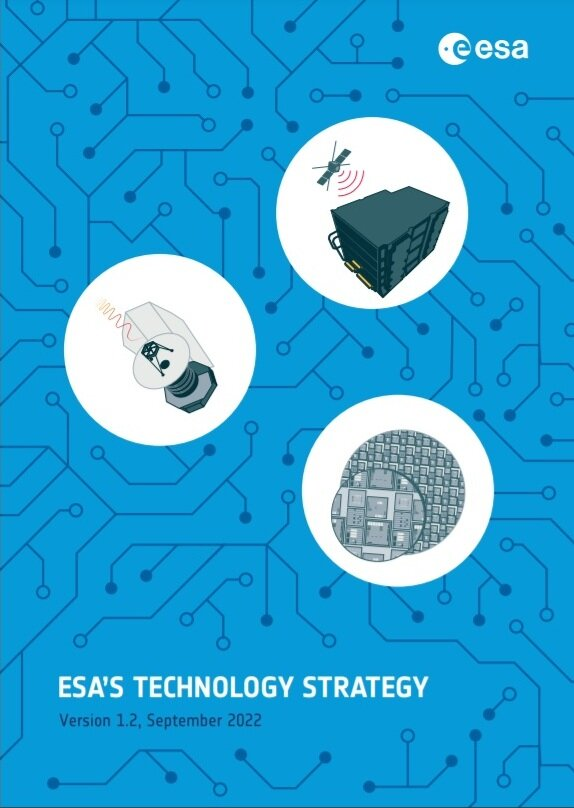 esa
ESA'S TECHNOLOGY STRATEGY
Version 1.2, September 2022